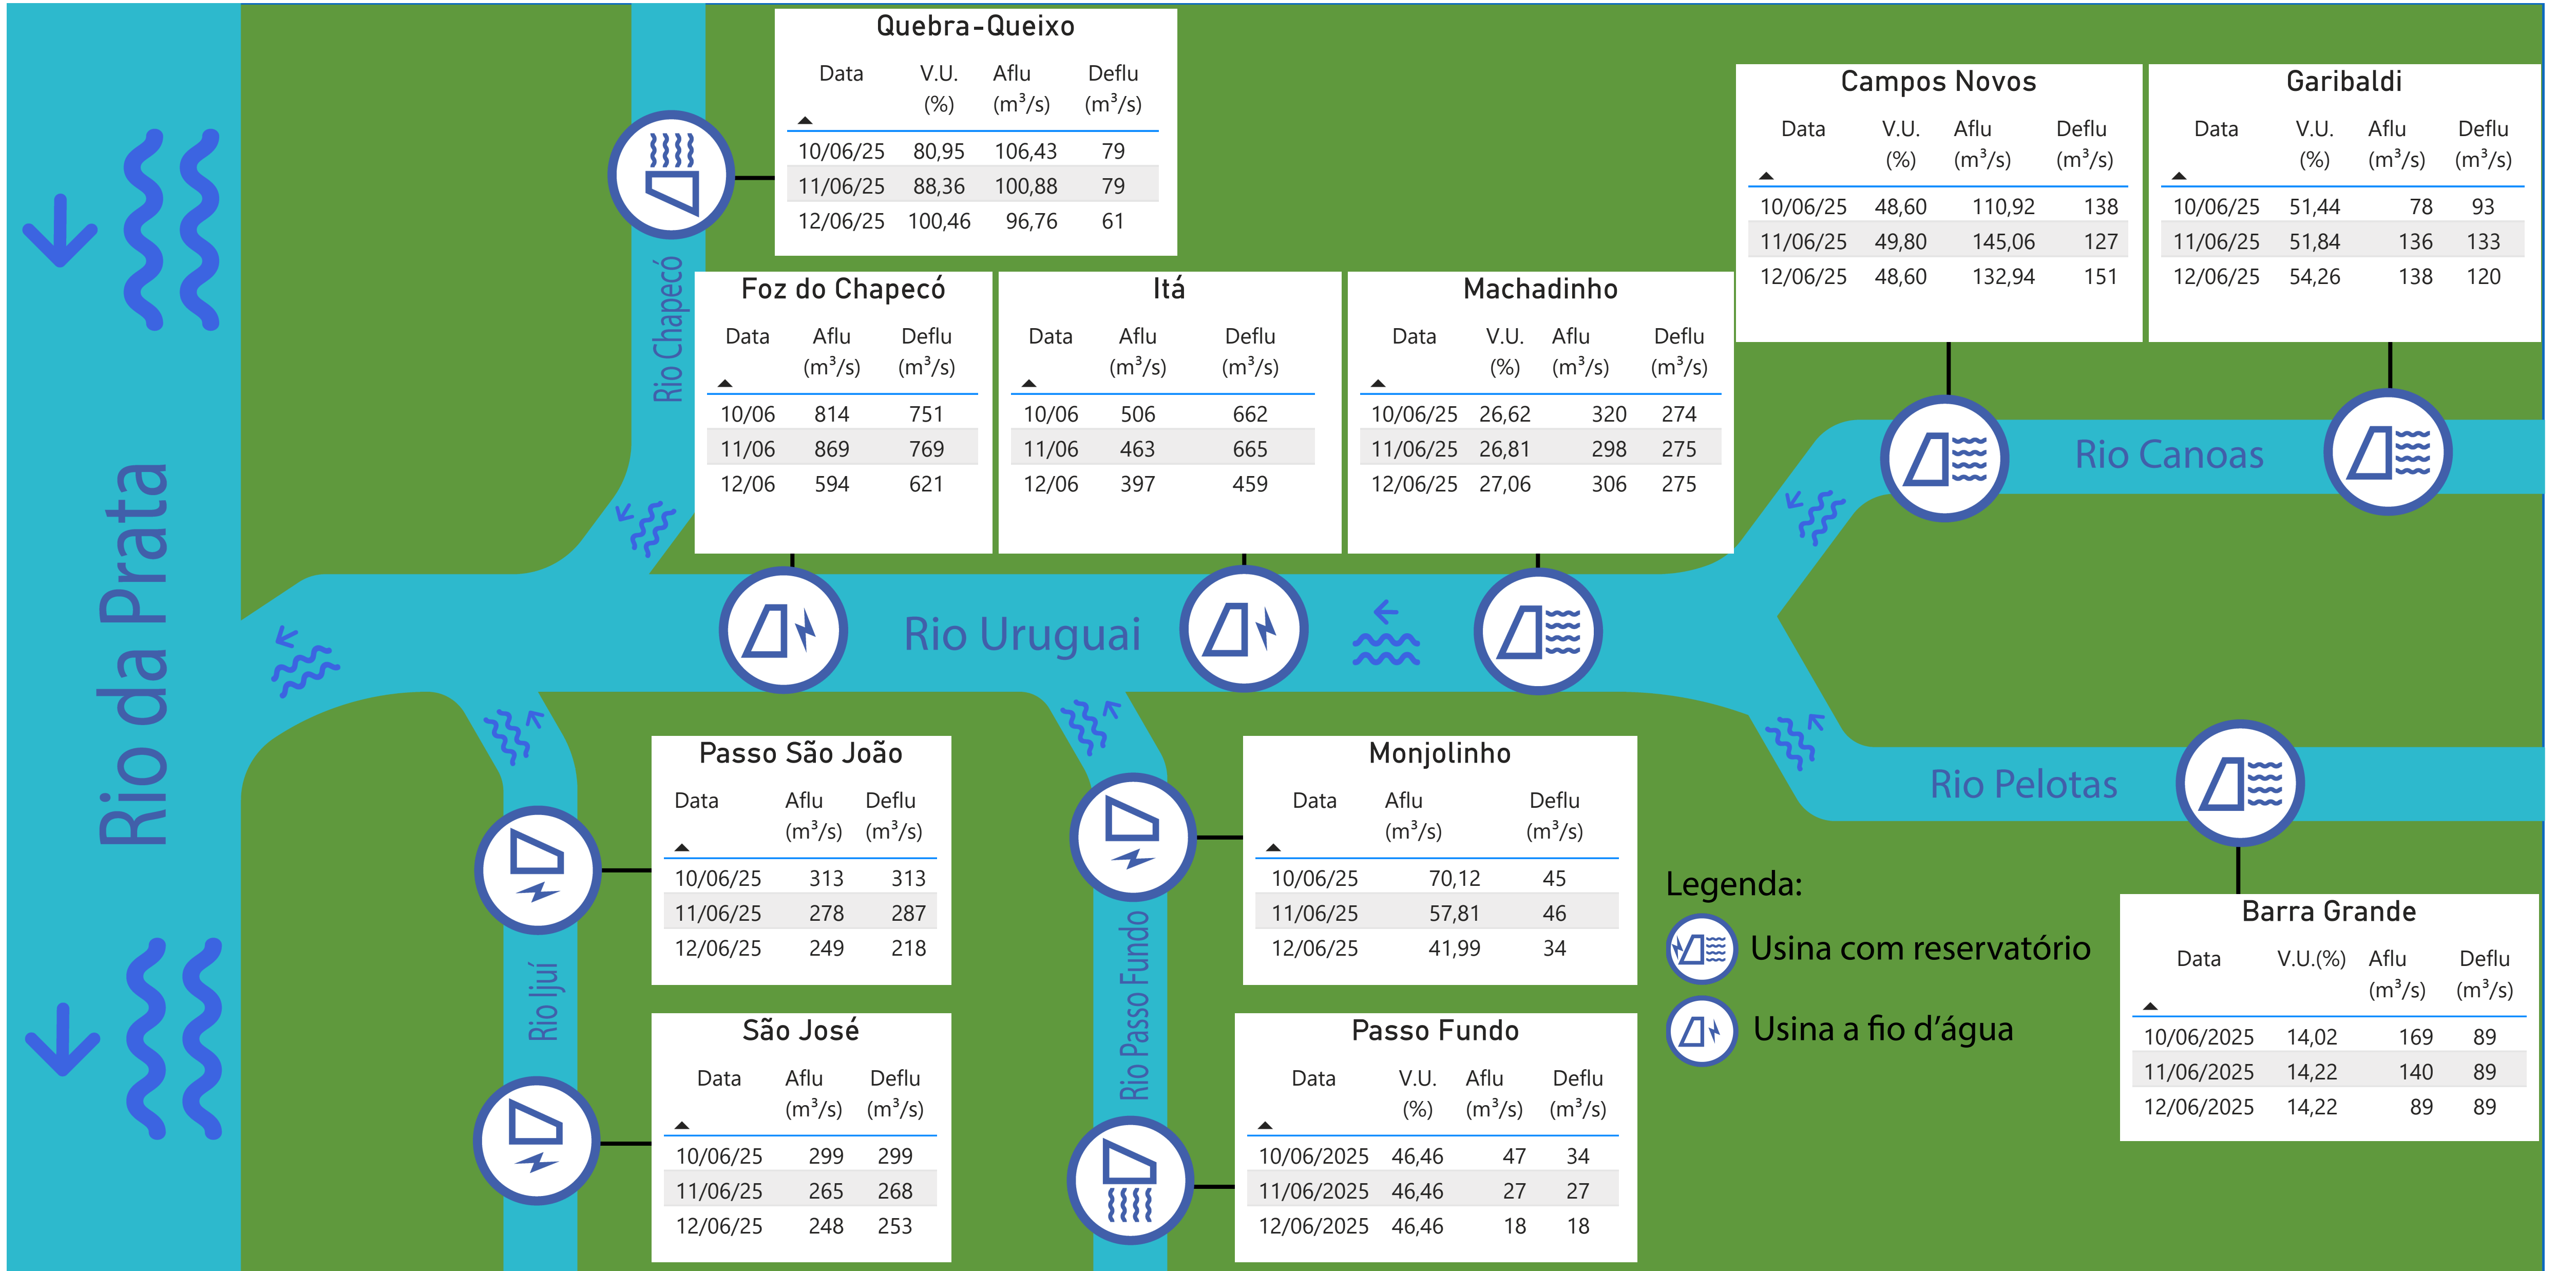 Quebra-Queixo
Data V.U. (%) Aflu (m³/s) Deflu (m³/s)
10/06/25 80,95 106,43 79
11/06/25 88,36 100,88 79
12/06/25 100,46 96,76 61
Campos Novos
Data V.U. (%) Aflu (m³/s) Deflu (m³/s)
10/06/25 48,60 110,92 138
11/06/25 49,80 145,06 127
12/06/25 48,60 132,94 151
Garibaldi
Data V.U. (%) Aflu (m³/s) Deflu (m³/s)
10/06/25 51,44 78 93
11/06/25 51,84 136 133
12/06/25 54,26 138 120
Rio Chapecó
Foz do Chapecó
Data Aflu (m³/s) Deflu (m³/s)
10/06 814 751
11/06 869 769
12/06 594 621
Itá
Data Aflu (m³/s) Deflu (m³/s)
10/06 506 662
11/06 463 665
12/06 397 459
Machadinho
Data V.U. (%) Aflu (m³/s) Deflu (m³/s)
10/06/25 26,62 320 274
11/06/25 26,81 298 275
12/06/25 27,06 306 275
Rio Canoas
Rio da Prata
Rio Uruguai
Rio Pelotas
Passo São João
Data Aflu (m³/s) Deflu (m³/s)
10/06/25 313 313
11/06/25 278 287
12/06/25 249 218
Monjolinho
Data Aflu (m³/s) Deflu (m³/s)
10/06/25 70,12 45
11/06/25 57,81 46
12/06/25 41,99 34
Legenda:
Usina com reservatório
Usina a fio d’água
Barra Grande
Data V.U.(%) Aflu (m³/s) Deflu (m³/s)
10/06/2025 14,02 169 89
11/06/2025 14,22 140 89
12/06/2025 14,22 89 89
Rio Ijuí
São José
Data Aflu (m³/s) Deflu (m³/s)
10/06/25 299 299
11/06/25 265 268
12/06/25 248 253
Rio Passo Fundo
Passo Fundo
Data V.U. (%) Aflu (m³/s) Deflu (m³/s)
10/06/2025 46,46 47 34
11/06/2025 46,46 27 27
12/06/2025 46,46 18 18